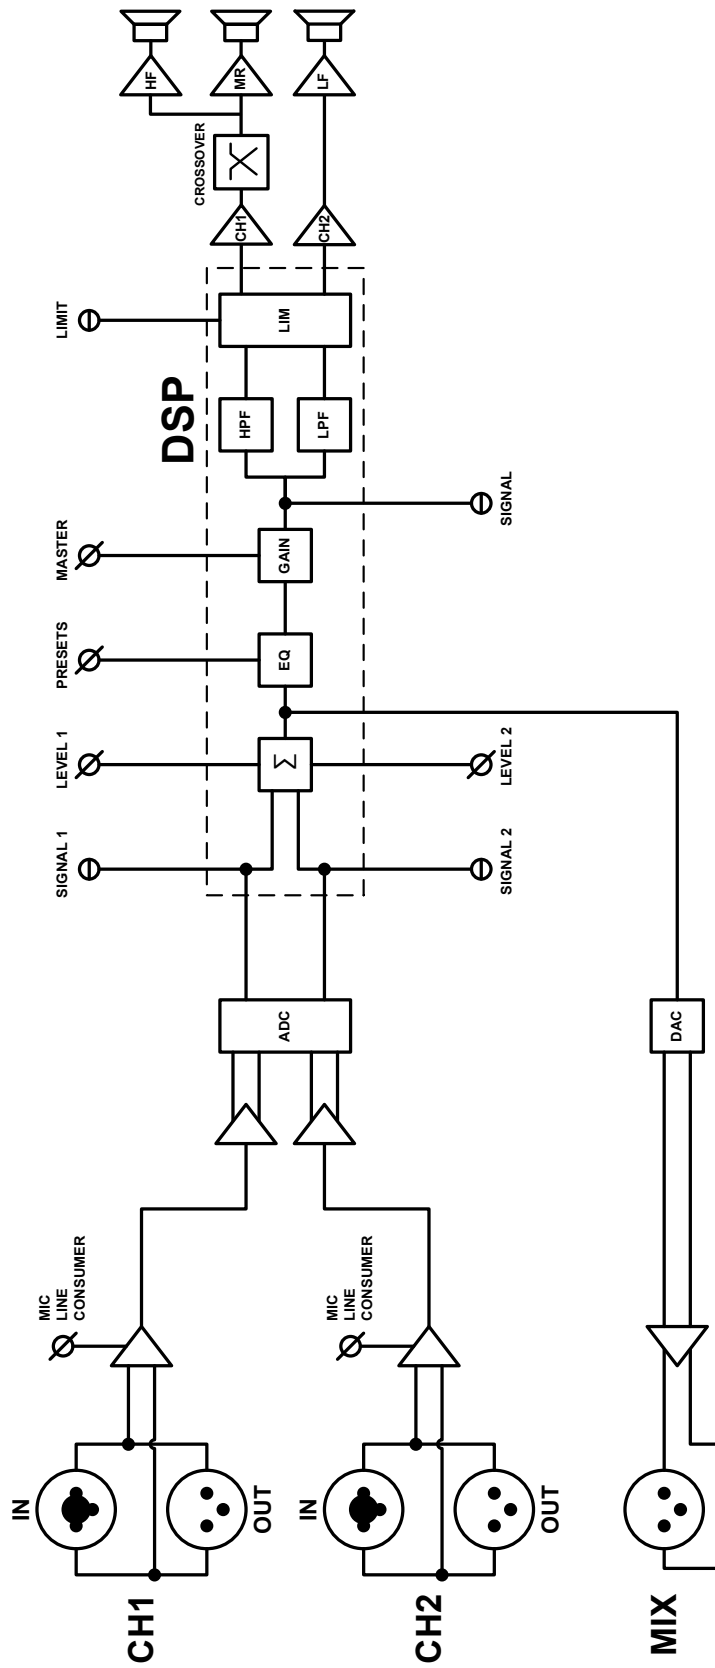 CH1
IN
OUT
MIC
LINE
CONSUMER
CH2
IN
OUT
MIC
LINE
CONSUMER
MIX
ADC
DAC
DSP
SIGNAL 1
SIGNAL 2
LEVEL 1
LEVEL 2
Σ
PRESETS
EQ
MASTER
GAIN
SIGNAL
HPF
LPF
LIMIT
LIM
CH1
CH2
CROSSOVER
HF
MR
LF